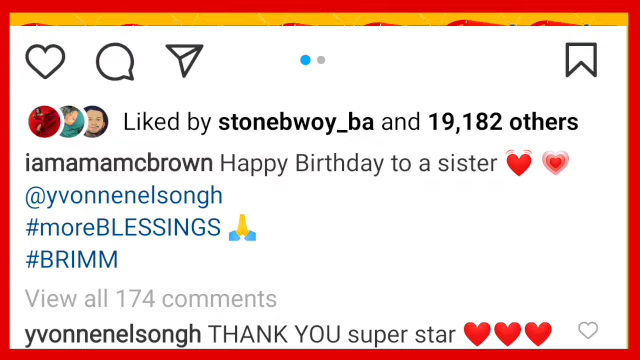 Liked by stonebwoy_ba and 19,182 others
iamamamcbrown Happy Birthday to a sister 💓 💗
@yvonnenelsongh
#moreBLESSINGS 🙏
#BRIMM
View all 174 comments
yvonnenelsongh THANK YOU super star ❤️❤️❤️